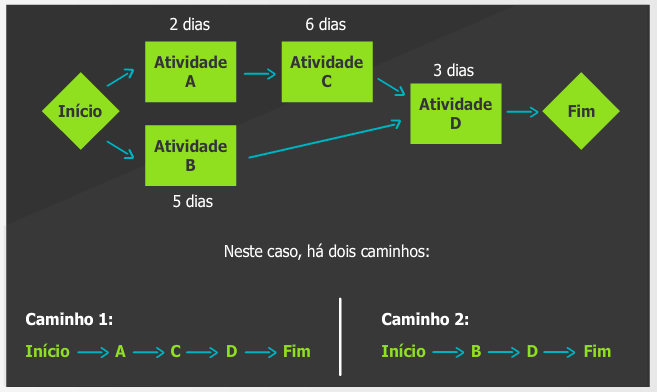 2 dias
6 dias
Atividade
A
Atividade
C
3 dias
Início
Atividade
D
Fim
Atividade
B
5 dias
Neste caso, há dois caminhos:
Caminho 1:
Início A C D Fim
Caminho 2:
Início B D Fim